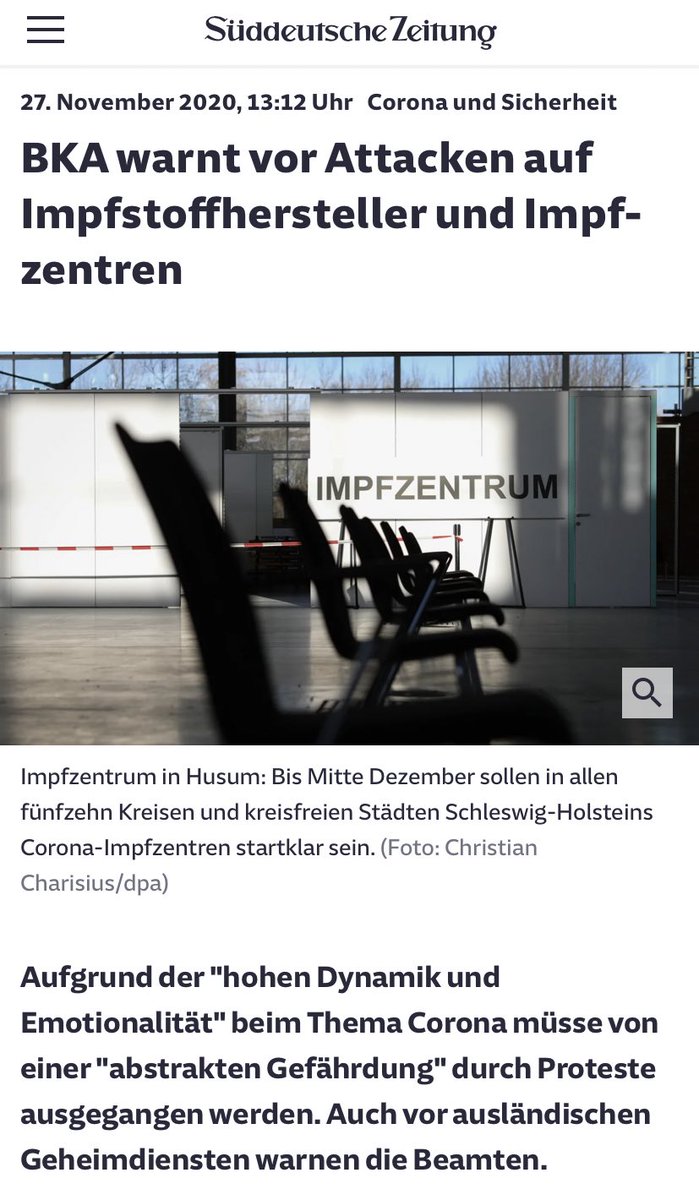 Süddeutsche Zeitung
27. November 2020, 13:12 Uhr Corona und Sicherheit
BKA warnt vor Attacken auf
Impfstoffhersteller und Impf-
zentren
IMPFZENTRUM
Impfzentrum in Husum: Bis Mitte Dezember sollen in allen
fünfzehn Kreisen und kreisfreien Städten Schleswig-Holsteins
Corona-Impfzentren startklar sein. (Foto: Christian
Charisius/dpa)
Aufgrund der "hohen Dynamik und
Emotionalität" beim Thema Corona müsse von
einer "abstrakten Gefährdung" durch Proteste
ausgegangen werden. Auch vor ausländischen
Geheimdiensten warnen die Beamten.